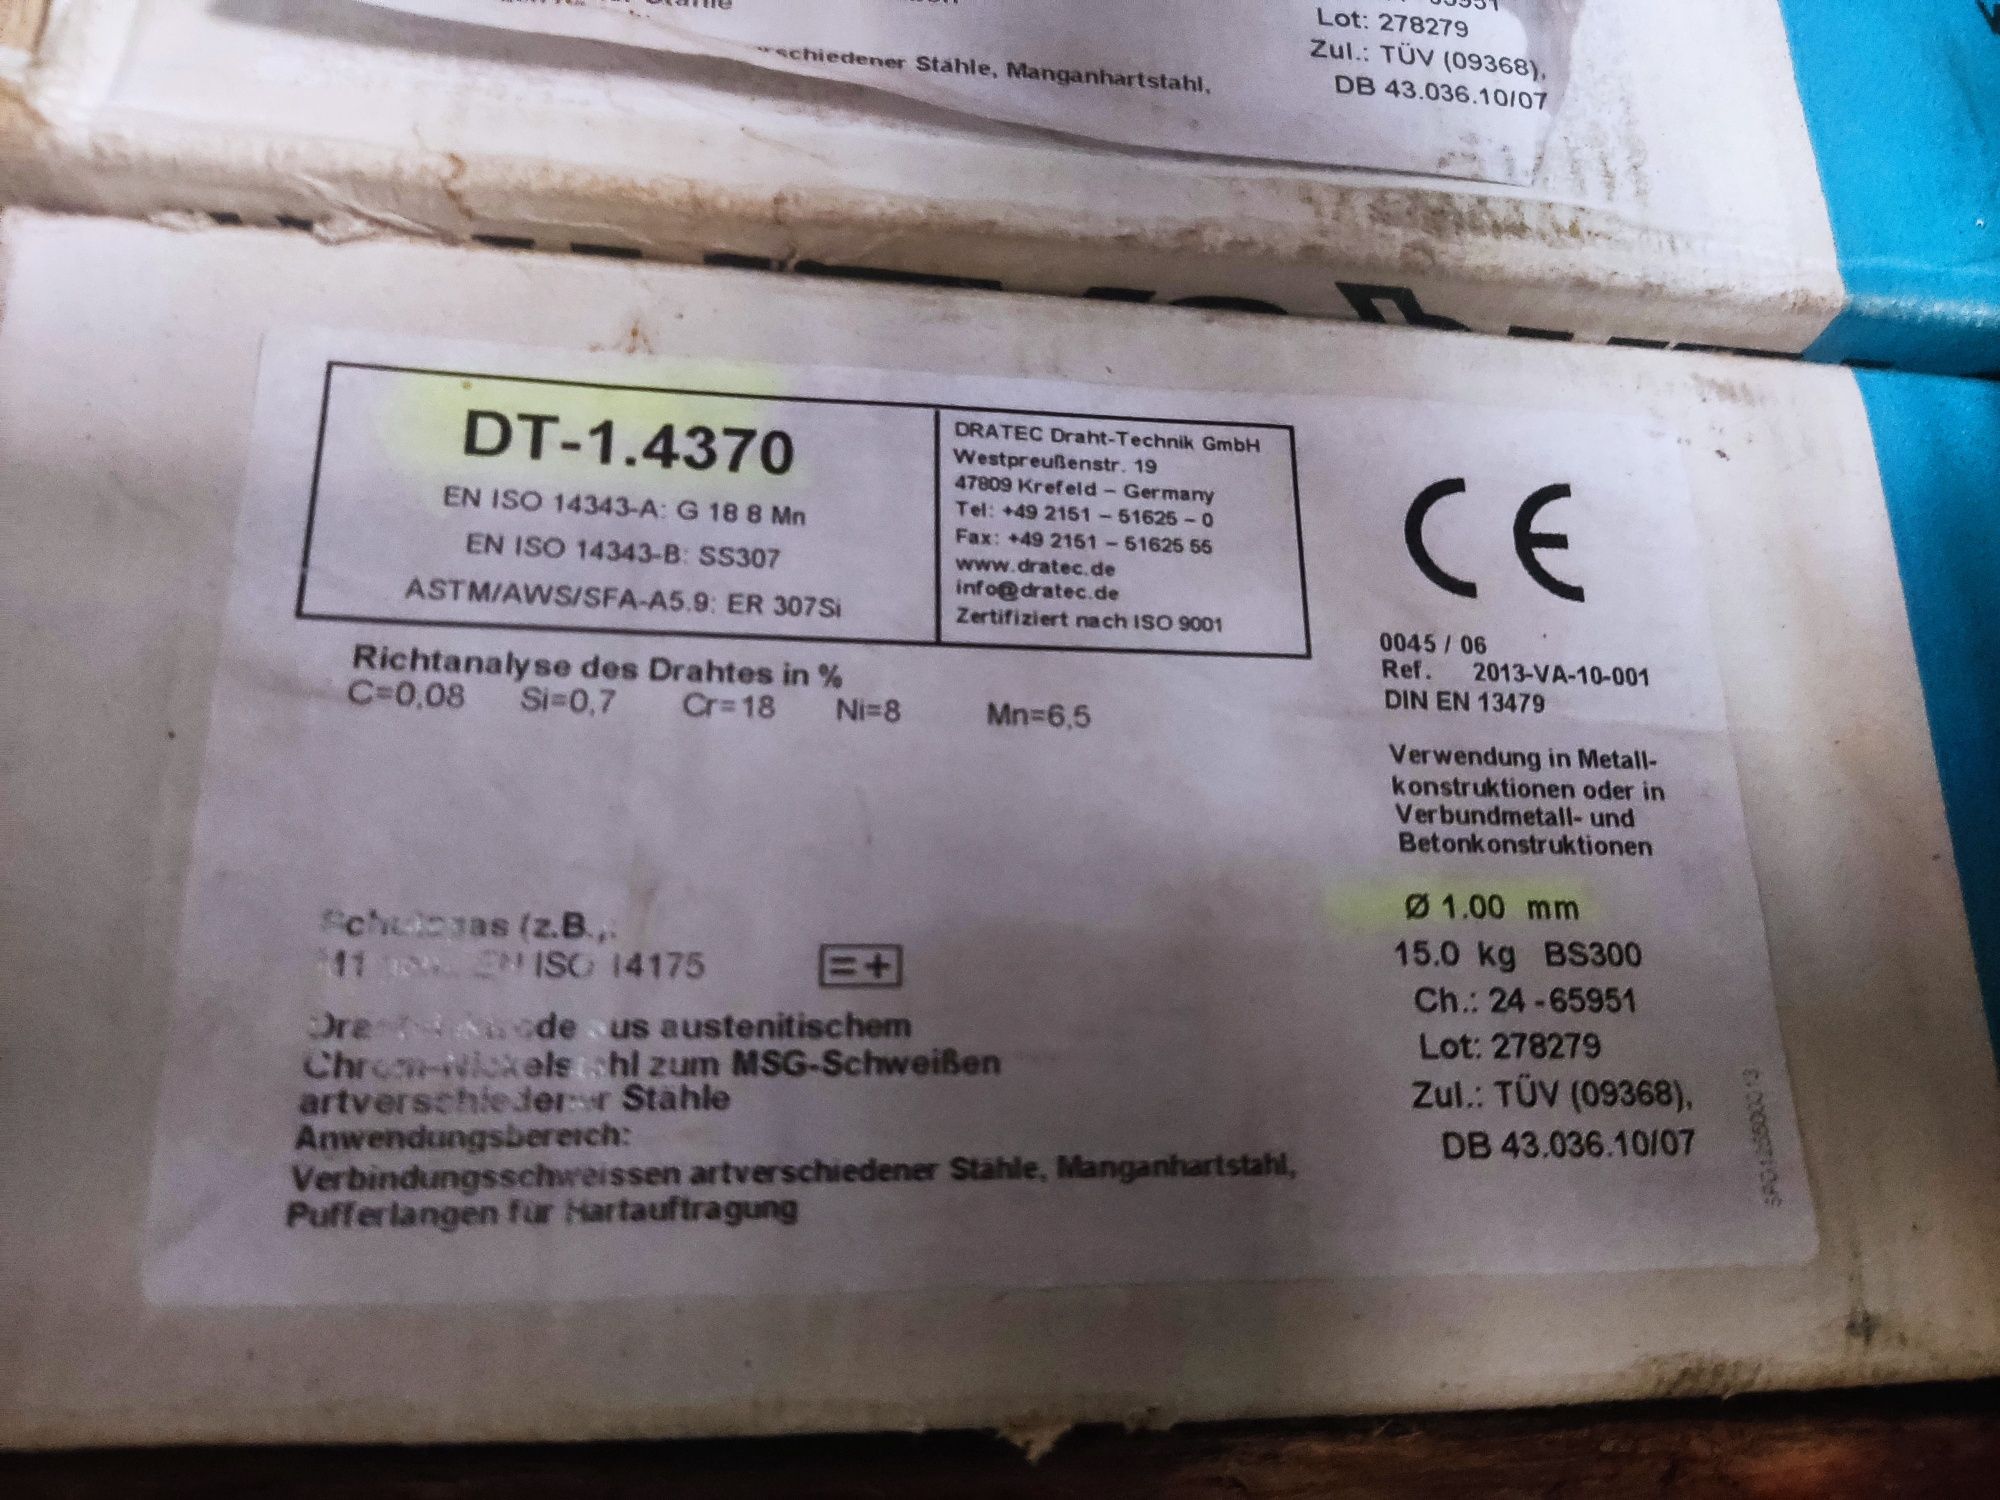 schiedener Stähle, Manganhartstahl,
Lot: 278279
Zul.: TÜV (09368),
DB 43.036.10/07
DT-1.4370
EN ISO 14343-A: G 18 8 Mn
EN ISO 14343-B: SS307
ASTM/AWS/SFA-A5.9: ER 307Si
DRATEC Draht-Technik GmbH
Westpreußenstr. 19
47809 Krefeld – Germany
Tel: +49 2151 – 51625 – 0
Fax: +49 2151 – 51625 55
www.dratec.de
info@dratec.de
Zertifiziert nach ISO 9001
CE
0045 / 06
Ref. 2013-VA-10-001
DIN EN 13479
Richtanalyse des Drahtes in %
C=0,08 Si=0,7 Cr=18 Ni=8 Mn=6,5
Verwendung in Metall-
konstruktionen oder in
Verbundmetall- und
Betonkonstruktionen
Ø 1.00 mm
15.0 kg BS300
Ch.: 24 -65951
Lot: 278279
Zul.: TÜV (09368),
DB 43.036.10/07
(z.B.,
EN ISO 14175
=+
aus austenitischem
zum MSG-Schweißen
artverschiedener Stähle
Anwendungsbereich:
Verbindungsschweissen artverschiedener Stähle, Manganhartstahl,
Pufferlangen für Hartauftragung